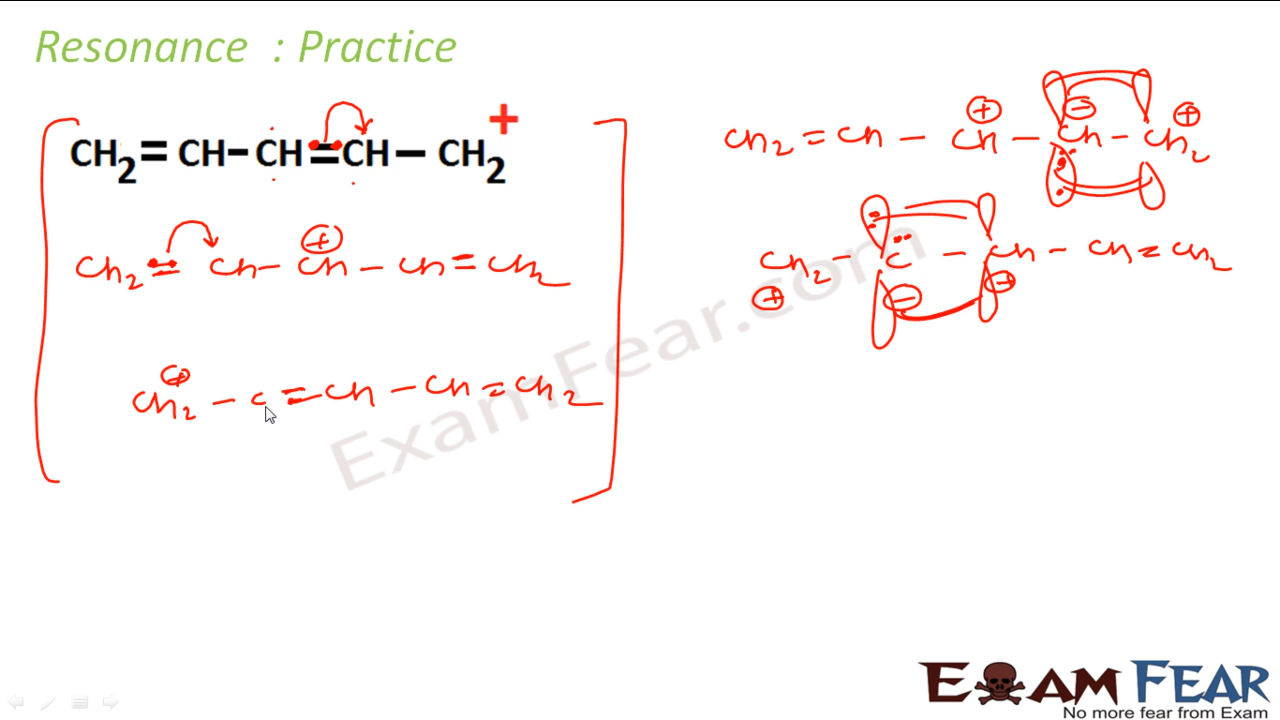 Resonance : Practice
CH₂=CH–CH=CH–CH₂⁺
CH₂=CH–CH⊕–CH=CH₂
⊕CH₂–C=CH–CH=CH₂
CH₂=CH–CH⊕–CH⊖–CH₂⊕
CH₂⊕–C̈⊖–CH⊕–CH=CH₂
ExamFear.com
EXAM FEAR
No more fear from Exam